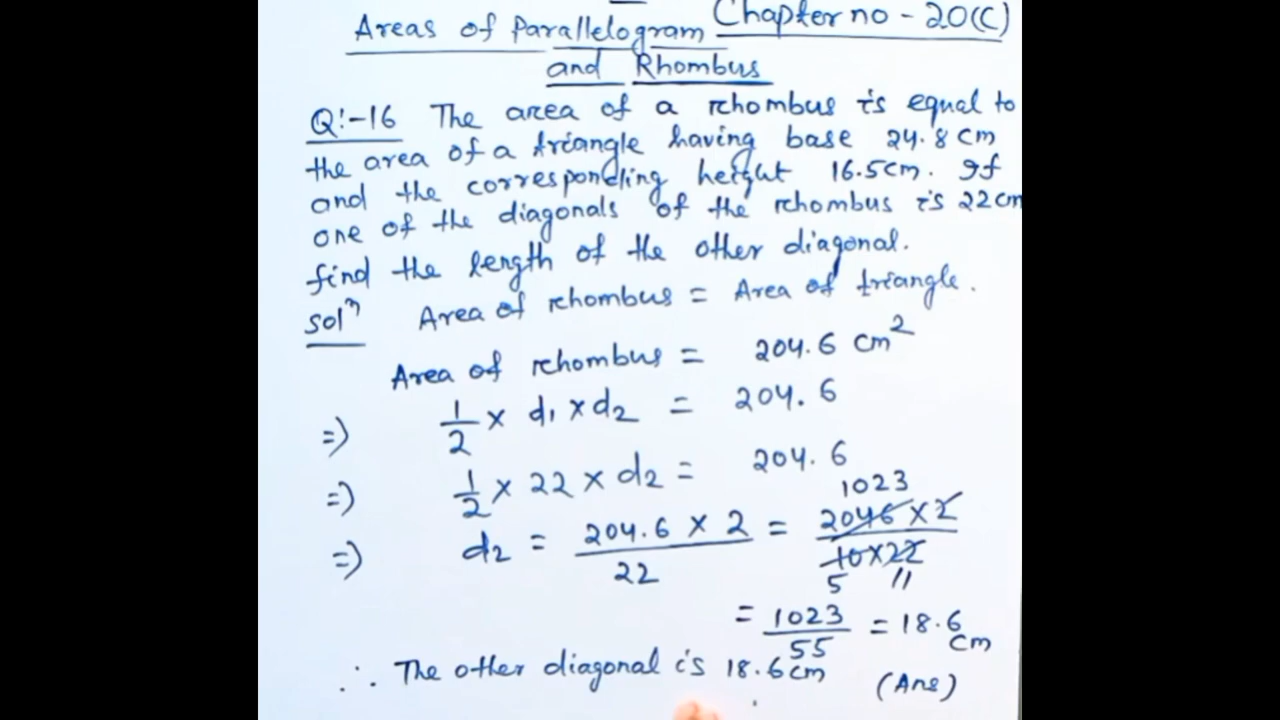 Areas of Parallelogram Chapter no - 20(C)
and Rhombus
Q:-16 The area of a rhombus is equal to
the area of a triangle having base 24.8 cm
and the corresponding height 16.5cm. If
one of the diagonals of the rhombus is 22cm
find the length of the other diagonal.
Solⁿ Area of rhombus = Area of triangle.
Area of rhombus = 204.6 cm²
=) 1/2 × d₁ × d₂ = 204.6
=) 1/2 × 22 × d₂ = 204.6
1023
=) d₂ = 204.6 × 2 / 22 = 2046 × 2 / 10×22
5 11
= 1023/55 = 18.6 cm
∴ The other diagonal is 18.6cm (Ans)